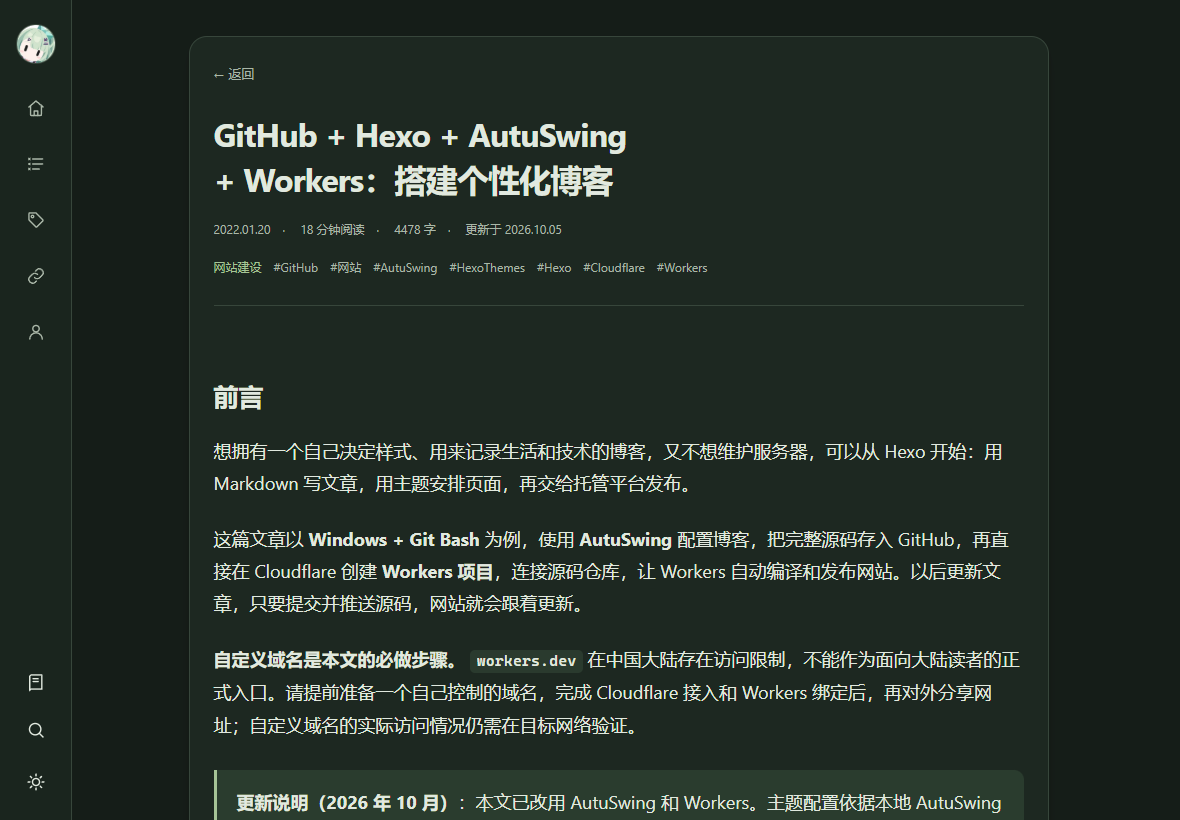 ← 返回
GitHub + Hexo + AutuSwing
+ Workers：搭建个性化博客
2022.01.20 · 18 分钟阅读 · 4478 字 · 更新于 2026.10.05
网站建设 #GitHub #网站 #AutuSwing #HexoThemes #Hexo #Cloudflare #Workers
前言
想拥有一个自己决定样式、用来记录生活和技术的博客，又不想维护服务器，可以从 Hexo 开始：用
Markdown 写文章，用主题安排页面，再交给托管平台发布。
这篇文章以 Windows + Git Bash 为例，使用 AutuSwing 配置博客，把完整源码存入 GitHub，再直
接在 Cloudflare 创建 Workers 项目，连接源码仓库，让 Workers 自动编译和发布网站。以后更新文
章，只要提交并推送源码，网站就会跟着更新。
自定义域名是本文的必做步骤。 workers.dev 在中国大陆存在访问限制，不能作为面向大陆读者的正
式入口。请提前准备一个自己控制的域名，完成 Cloudflare 接入和 Workers 绑定后，再对外分享网
址；自定义域名的实际访问情况仍需在目标网络验证。
更新说明（2026 年 10 月）：本文已改用 AutuSwing 和 Workers。主题配置依据本地 AutuSwing